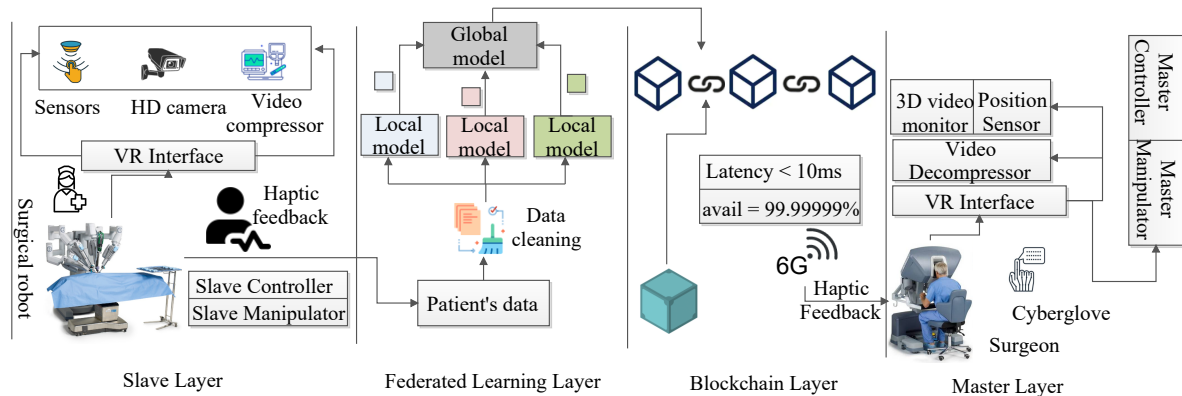 Sensors
HD camera
Video
compressor
VR Interface
Surgical robot
Haptic
feedback
Slave Controller
Slave Manipulator
Slave Layer
Global
model
Local
model
Local
model
Local
model
Data
cleaning
Patient's data
Federated Learning Layer
Latency < 10ms
avail = 99.99999%
6G
Haptic
Feedback
Blockchain Layer
3D video
monitor
Position
Sensor
Video
Decompressor
VR Interface
Master
Controller
Master
Manipulator
Cyberglove
Surgeon
Master Layer